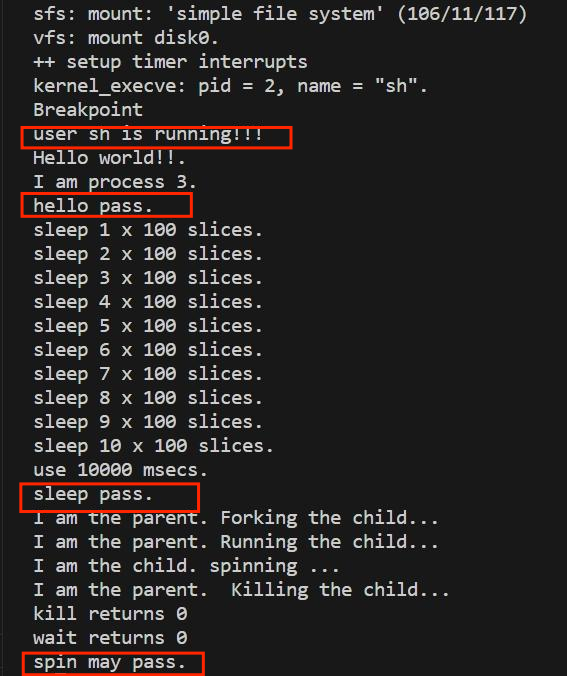 sfs: mount: 'simple file system' (106/11/117)
vfs: mount disk0.
++ setup timer interrupts
kernel_execve: pid = 2, name = "sh".
Breakpoint
user sh is running!!!
Hello world!!.
I am process 3.
hello pass.
sleep 1 x 100 slices.
sleep 2 x 100 slices.
sleep 3 x 100 slices.
sleep 4 x 100 slices.
sleep 5 x 100 slices.
sleep 6 x 100 slices.
sleep 7 x 100 slices.
sleep 8 x 100 slices.
sleep 9 x 100 slices.
sleep 10 x 100 slices.
use 10000 msecs.
sleep pass.
I am the parent. Forking the child...
I am the parent. Running the child...
I am the child. spinning ...
I am the parent.  Killing the child...
kill returns 0
wait returns 0
spin may pass.